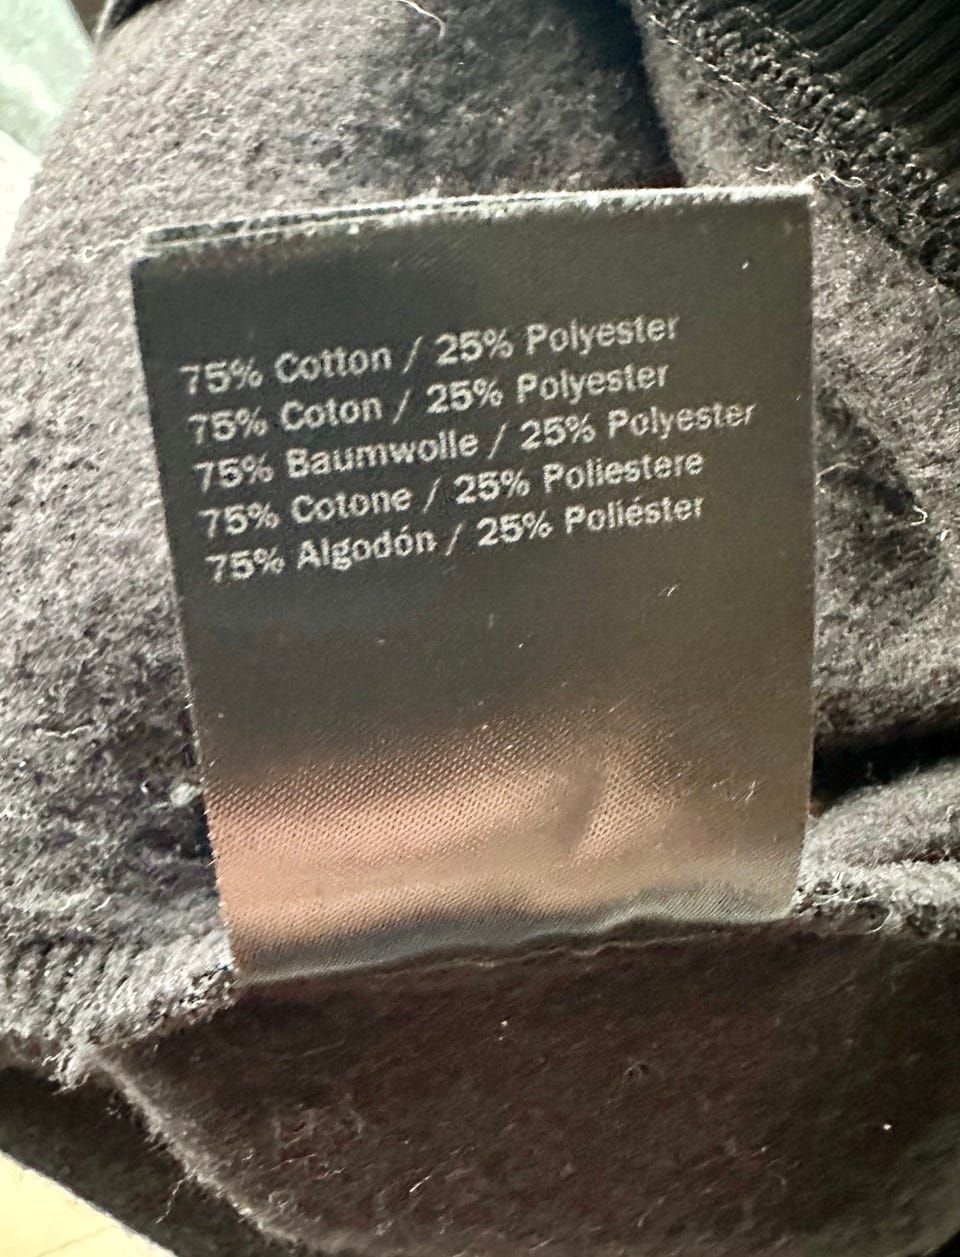 75% Cotton / 25% Polyester
75% Coton / 25% Polyester
75% Baumwolle / 25% Polyester
75% Cotone / 25% Poliestere
75% Algodón / 25% Poliéster